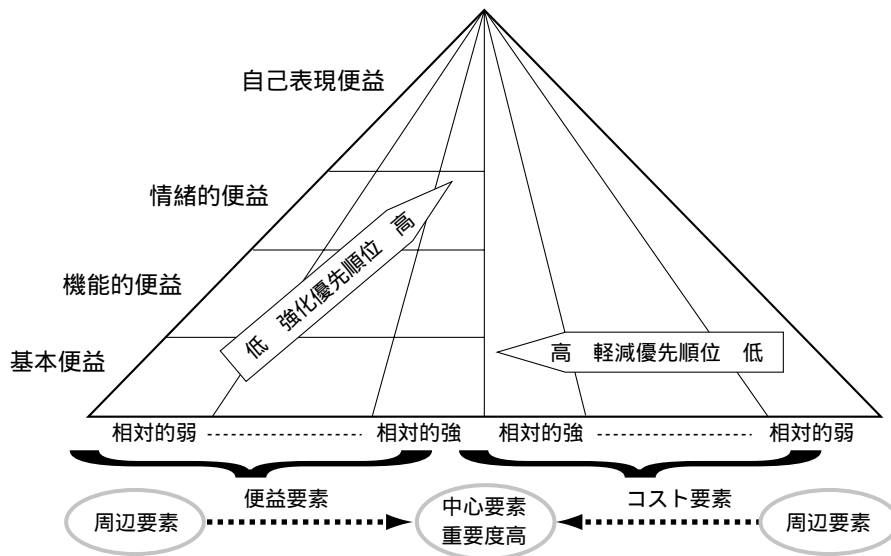 自己表現便益
情緒的便益
機能的便益
基本便益
低 強化優先順位 高
高 軽減優先順位 低
相対的弱 相対的強 相対的強 相対的弱
便益要素 コスト要素
周辺要素 中心要素 周辺要素
重要度高